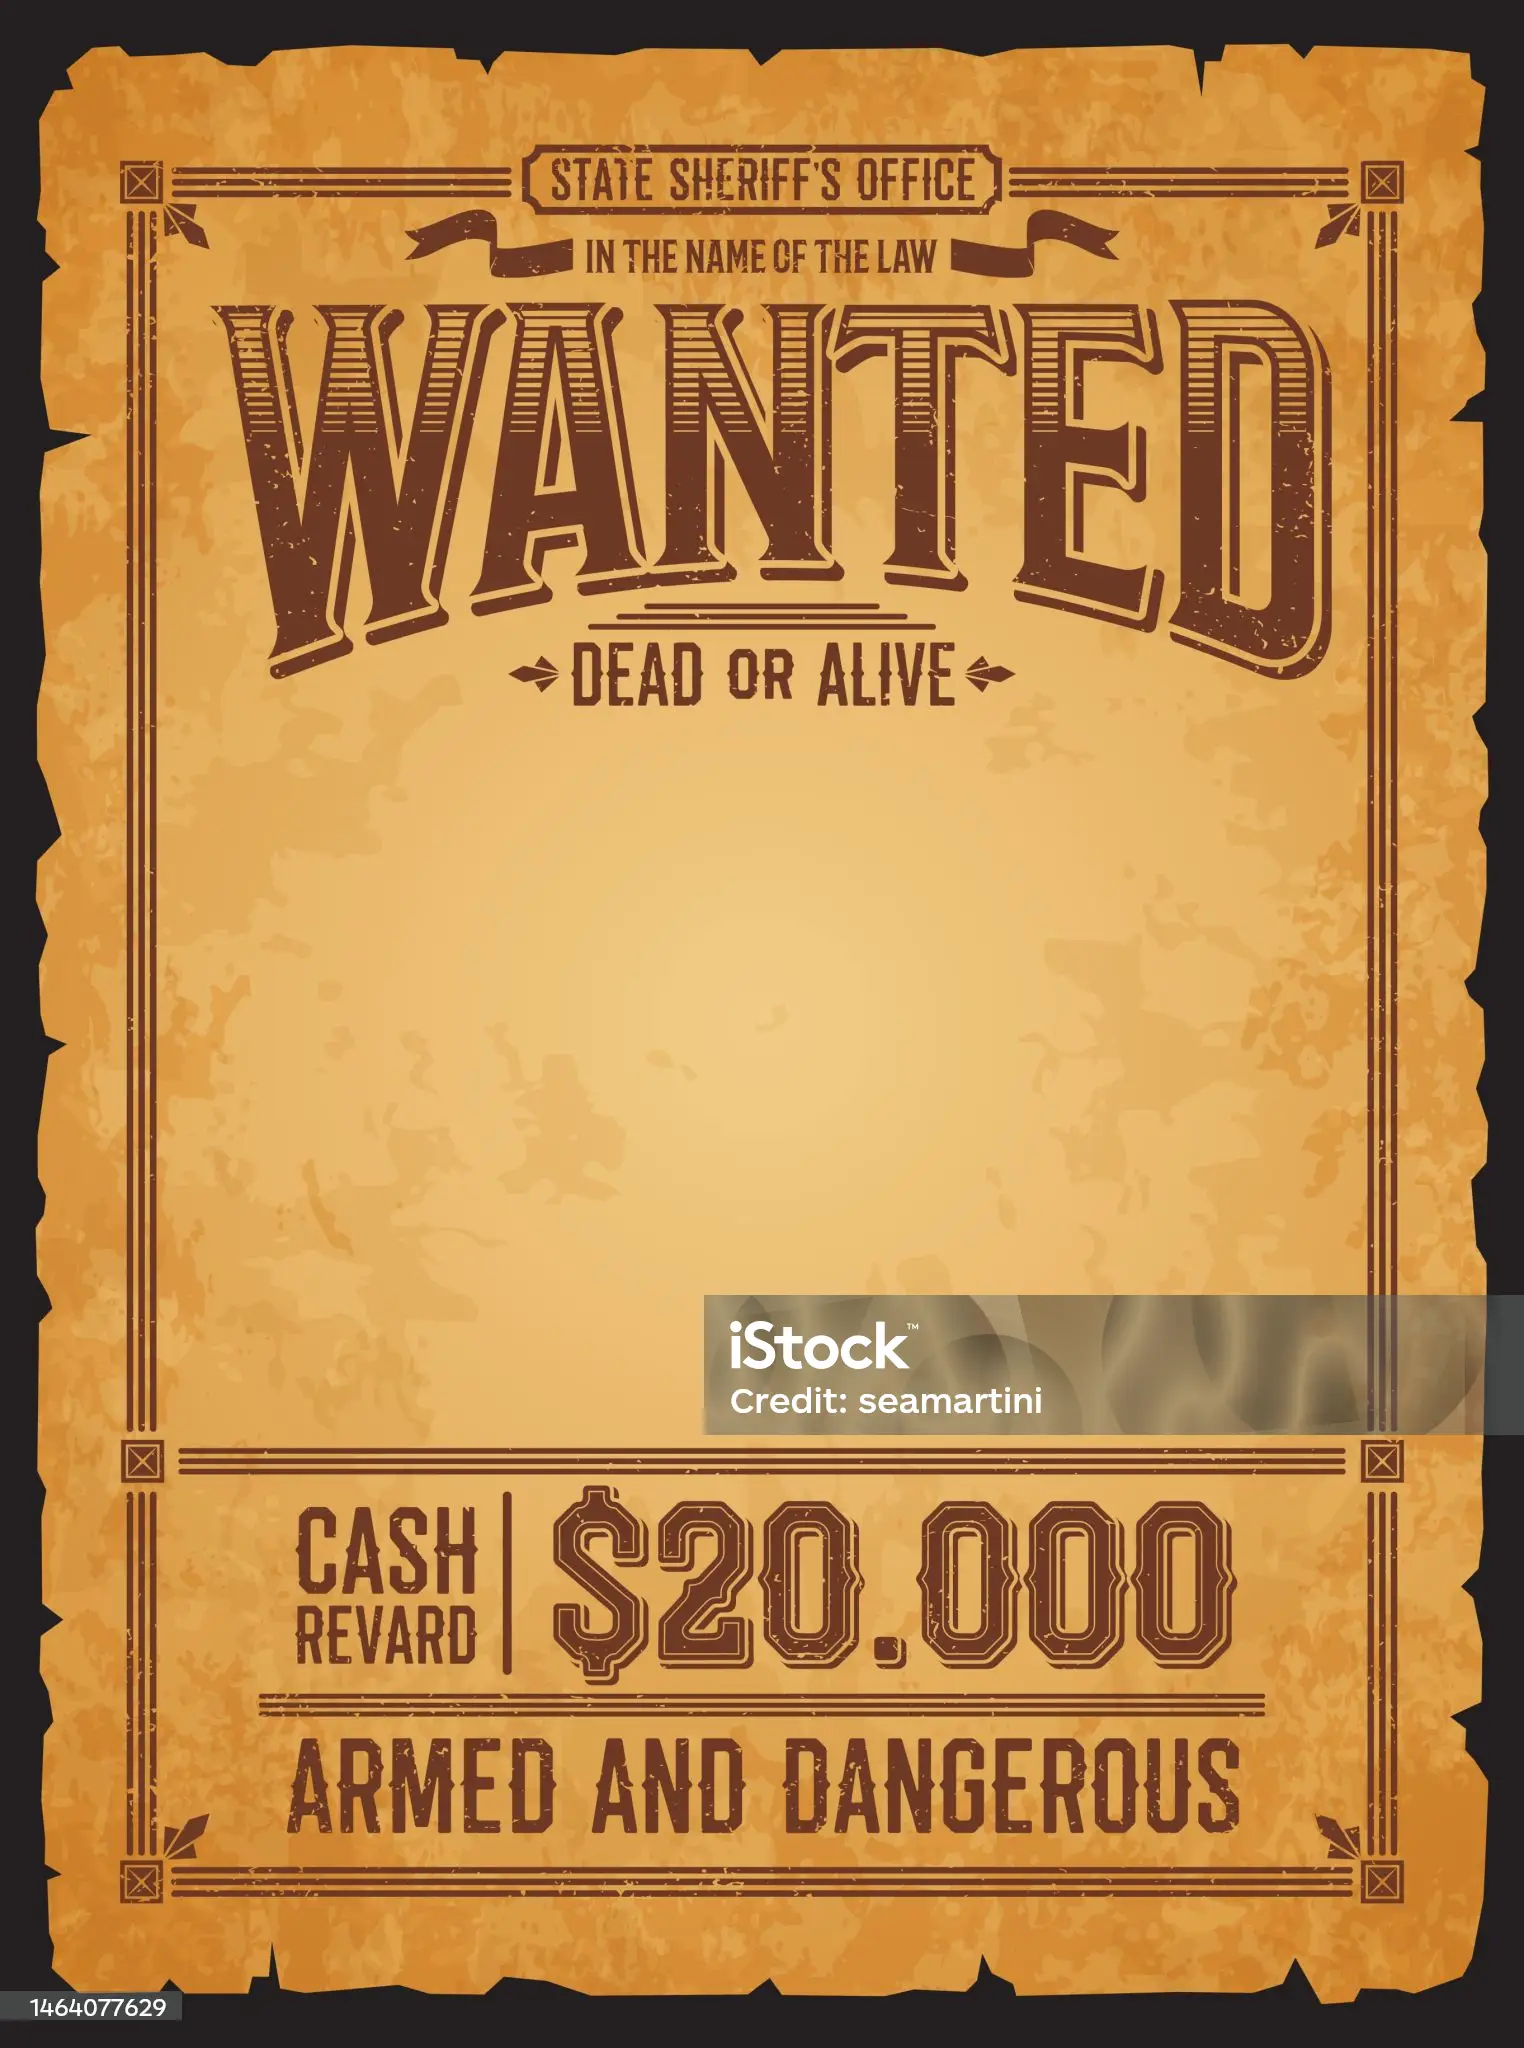 STATE SHERIFF'S OFFICE
IN THE NAME OF THE LAW
WANTED
DEAD OR ALIVE
iStock™
Credit: seamartini
CASH
REVARD
$20.000
ARMED AND DANGEROUS
1464077629